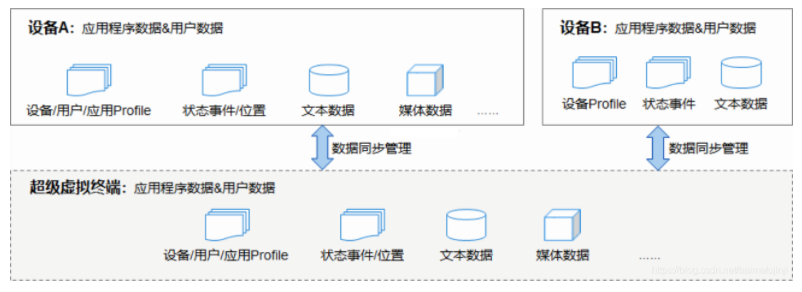 设备A：应用程序数据&用户数据
设备/用户/应用Profile 状态事件/位置 文本数据 媒体数据 ……
设备B：应用程序数据&用户数据
设备Profile 状态事件 文本数据
数据同步管理 数据同步管理
超级虚拟终端：应用程序数据&用户数据
设备/用户/应用Profile 状态事件/位置 文本数据 媒体数据 ……